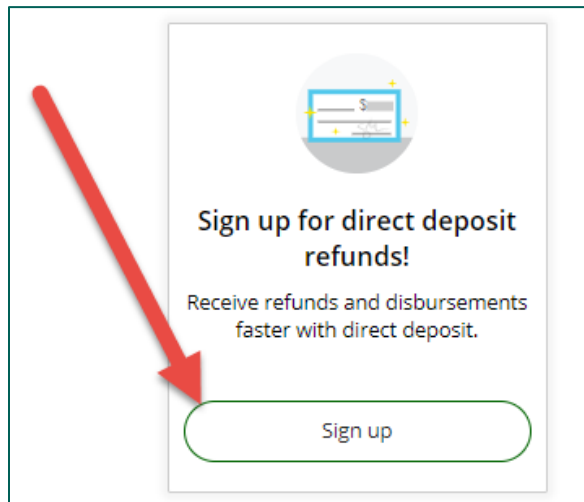 $
Sign up for direct deposit
refunds!
Receive refunds and disbursements
faster with direct deposit.
Sign up